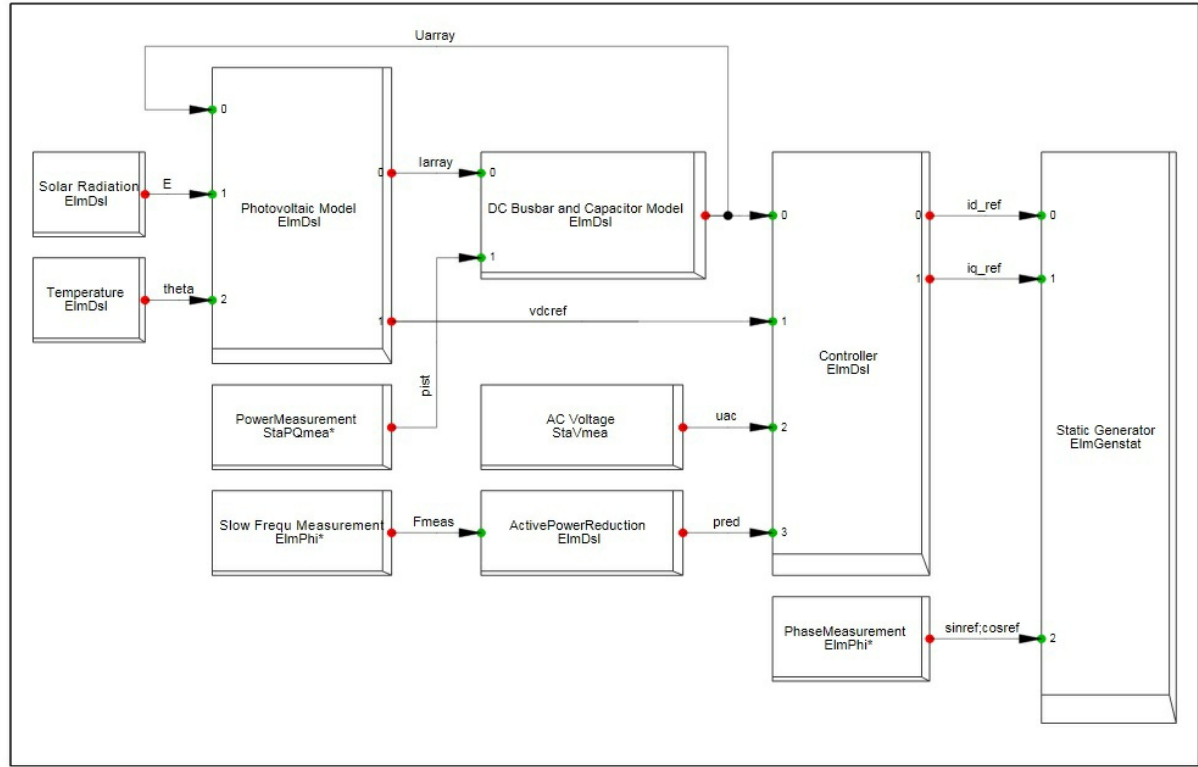 Uarray
0
Solar Radiation
ElmDsl
E
1
Photovoltaic Model
ElmDsl
0
Iarray
0
DC Busbar and Capacitor Model
ElmDsl
1
0
0
id_ref
0
1
iq_ref
1
Temperature
ElmDsl
theta
2
1
vdcref
1
Controller
ElmDsl
pist
PowerMeasurement
StaPQmea*
AC Voltage
StaVmea
uac
2
Static Generator
ElmGenstat
Slow Frequ Measurement
ElmPhi*
Fmeas
ActivePowerReduction
ElmDsl
pred
3
PhaseMeasurement
ElmPhi*
sinref;cosref
2